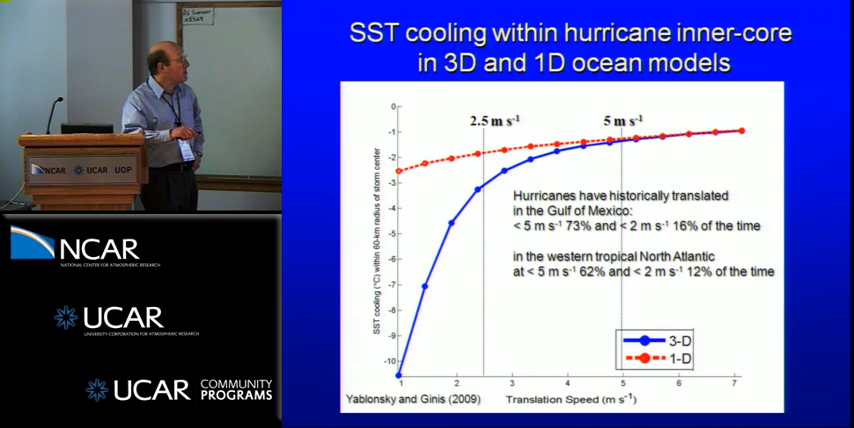 SST cooling within hurricane inner-core
in 3D and 1D ocean models
NCAR UCAR UOP
NCAR
NATIONAL CENTER FOR ATMOSPHERIC RESEARCH
UCAR
UNIVERSITY CORPORATION FOR ATMOSPHERIC RESEARCH
UCAR COMMUNITY
PROGRAMS
SST cooling (°C) within 60-km radius of storm center
0
-1
-2
-3
-4
-5
-6
-7
-8
-9
-10
2.5 m s⁻¹
5 m s⁻¹
Hurricanes have historically translated
in the Gulf of Mexico:
< 5 m s⁻¹ 73% and < 2 m s⁻¹ 16% of the time
in the western tropical North Atlantic
at < 5 m s⁻¹ 62% and < 2 m s⁻¹ 12% of the time
3-D
1-D
1 2 3 4 5 6 7
Yablonsky and Ginis (2009)
Translation Speed (m s⁻¹)